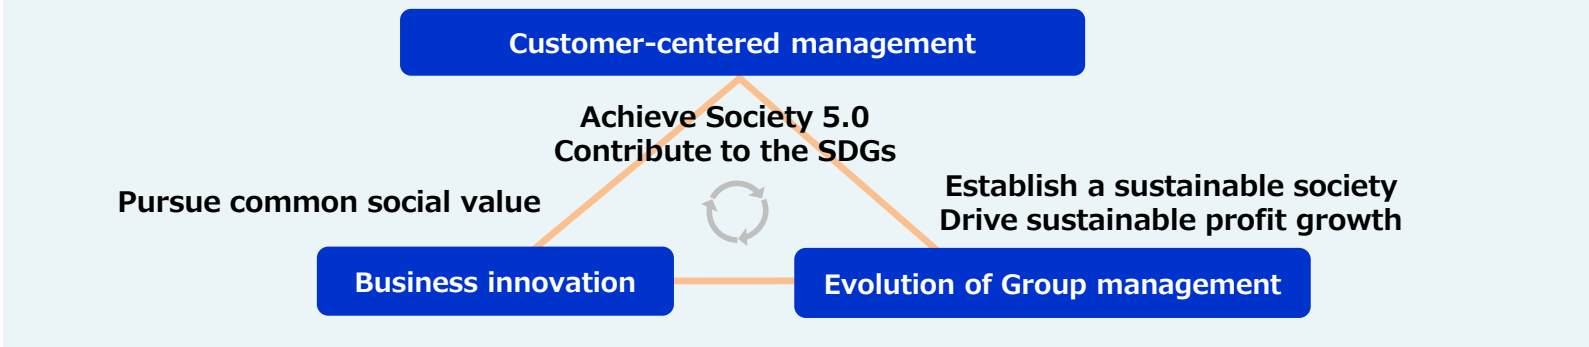 Customer-centered management
Achieve Society 5.0
Contribute to the SDGs
Pursue common social value
Establish a sustainable society
Drive sustainable profit growth
Business innovation
Evolution of Group management